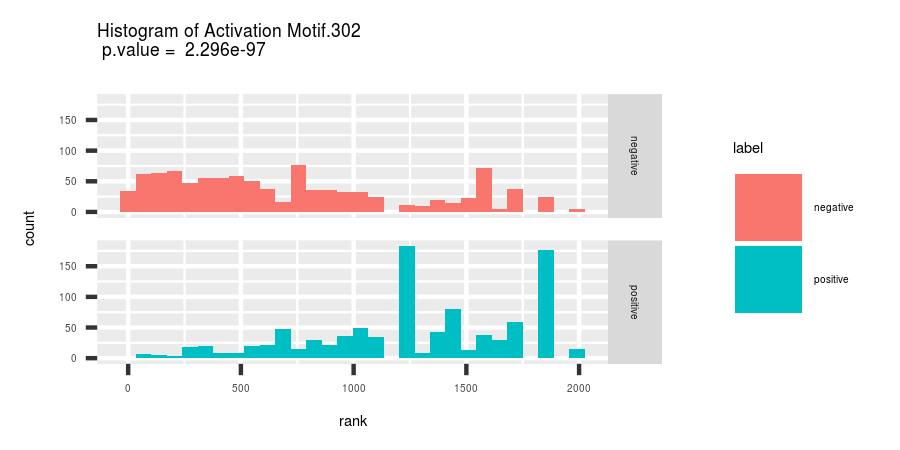 Histogram of Activation Motif.302
p.value = 2.296e-97
count
150
100
50
0
negative
150
100
50
0
positive
0 500 1000 1500 2000
rank
label
negative
positive